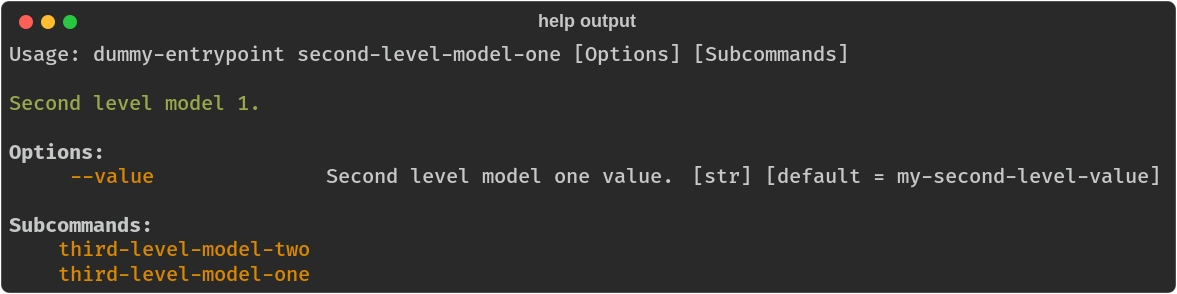 help output
Usage: dummy-entrypoint second-level-model-one [Options] [Subcommands]
Second level model 1.
Options:
--value Second level model one value. [str] [default = my-second-level-value]
Subcommands:
third-level-model-two
third-level-model-one